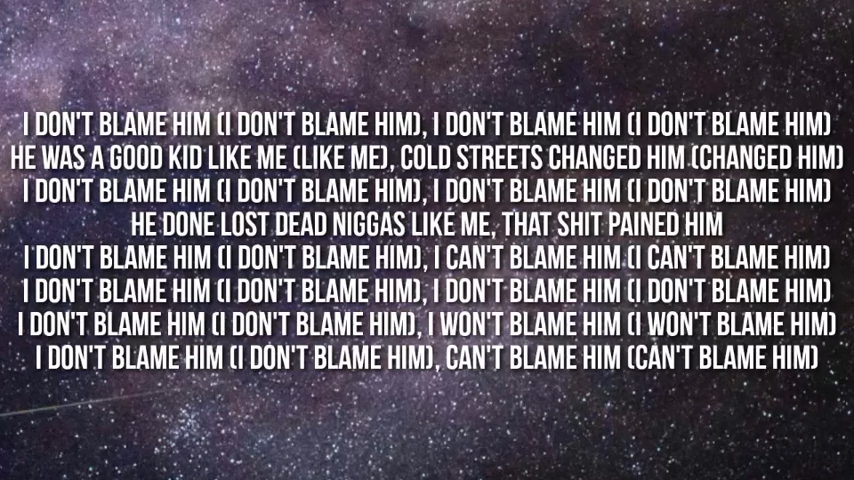 I DON'T BLAME HIM (I DON'T BLAME HIM), I DON'T BLAME HIM (I DON'T BLAME HIM)
HE WAS A GOOD KID LIKE ME (LIKE ME), COLD STREETS CHANGED HIM (CHANGED HIM)
I DON'T BLAME HIM (I DON'T BLAME HIM), I DON'T BLAME HIM (I DON'T BLAME HIM)
HE DONE LOST DEAD NIGGAS LIKE ME, THAT SHIT PAINED HIM
I DON'T BLAME HIM (I DON'T BLAME HIM), I CAN'T BLAME HIM (I CAN'T BLAME HIM)
I DON'T BLAME HIM (I DON'T BLAME HIM), I DON'T BLAME HIM (I DON'T BLAME HIM)
I DON'T BLAME HIM (I DON'T BLAME HIM), I WON'T BLAME HIM (I WON'T BLAME HIM)
I DON'T BLAME HIM (I DON'T BLAME HIM), CAN'T BLAME HIM (CAN'T BLAME HIM)